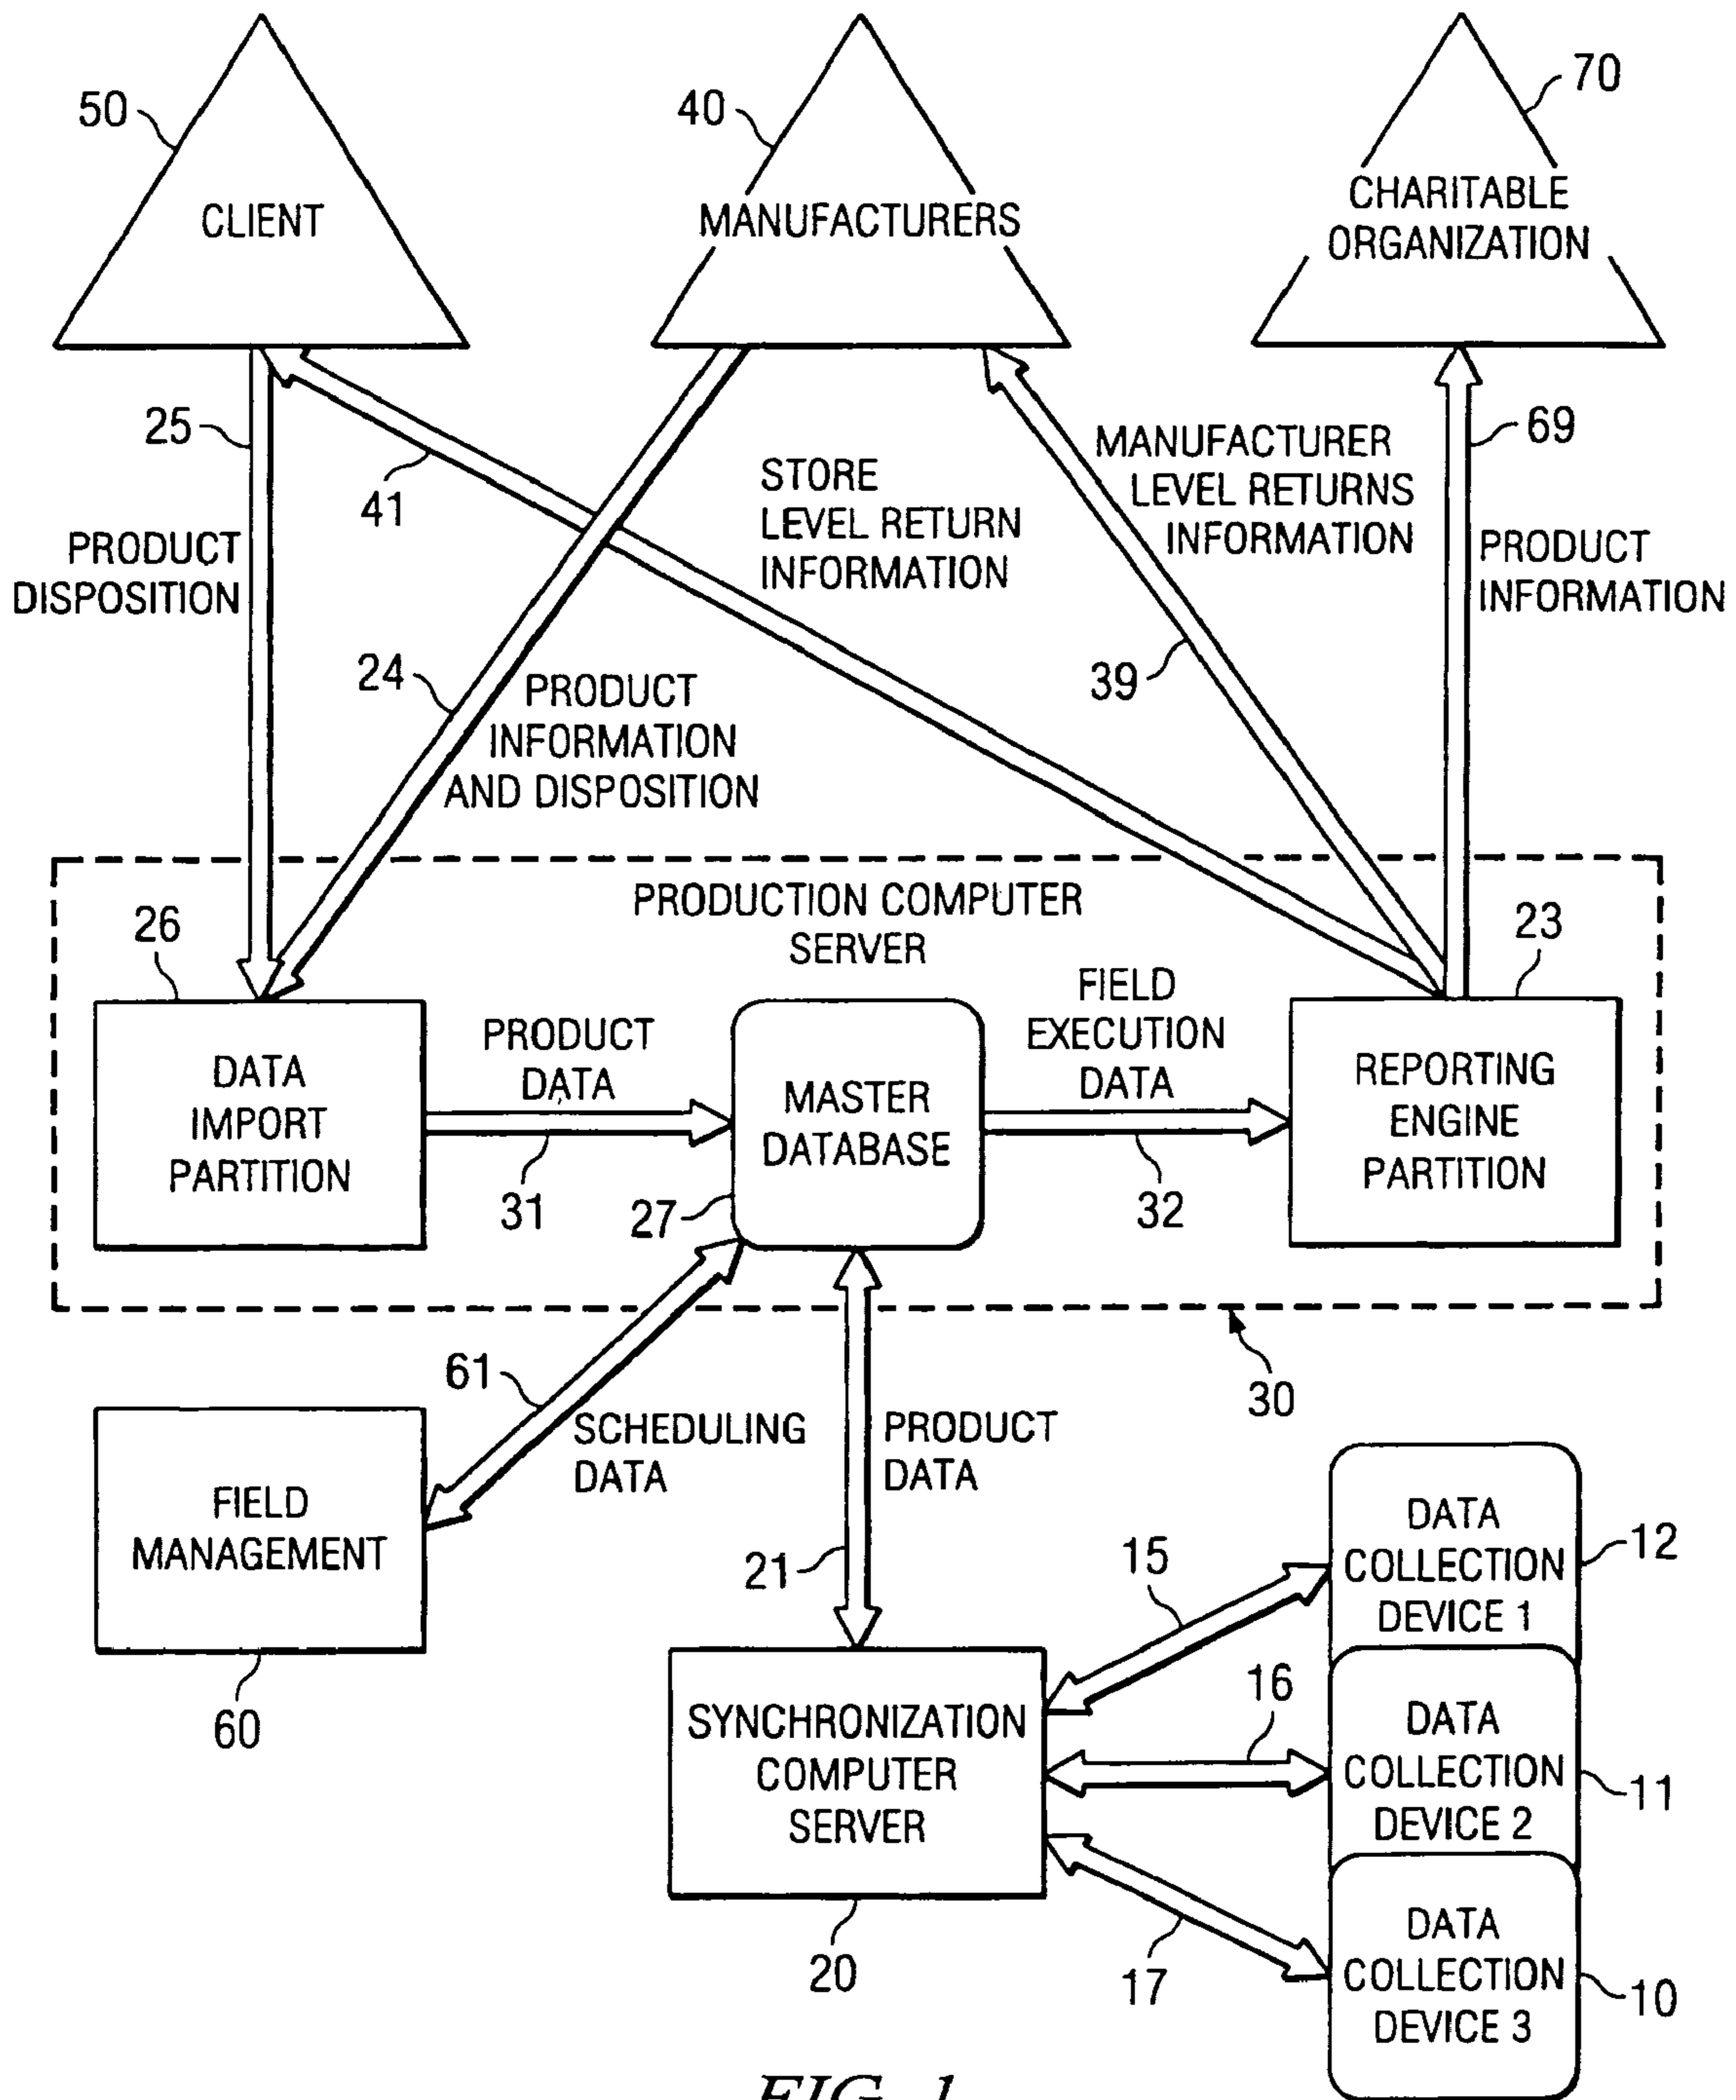 50
40
70
CLIENT
MANUFACTURERS
CHARITABLE
ORGANIZATION
25
41
69
STORE
LEVEL RETURN
INFORMATION
MANUFACTURER
LEVEL RETURNS
INFORMATION
PRODUCT
DISPOSITION
PRODUCT
INFORMATION
24
39
PRODUCT
INFORMATION
AND DISPOSITION
PRODUCTION COMPUTER
SERVER
26
23
DATA
IMPORT
PARTITION
PRODUCT
DATA
31
MASTER
DATABASE
27
FIELD
EXECUTION
DATA
32
REPORTING
ENGINE
PARTITION
30
61
SCHEDULING
DATA
PRODUCT
DATA
21
FIELD
MANAGEMENT
60
SYNCHRONIZATION
COMPUTER
SERVER
20
15
16
17
DATA
COLLECTION
DEVICE 1
12
DATA
COLLECTION
DEVICE 2
11
DATA
COLLECTION
DEVICE 3
10
FIG. 1